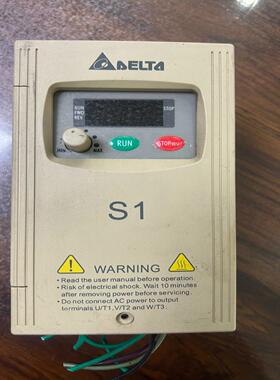 DELTA
RUN
FWD
REV
STOP
MIN.
MAX
RUN
STOP
S1
WARNING
Read the user manual before operation.
Risk of electrical shock. Wait 10 minutes
after removing power before servicing.
Do not connect AC power to output
terminals U/T1,V/T2 and W/T3.